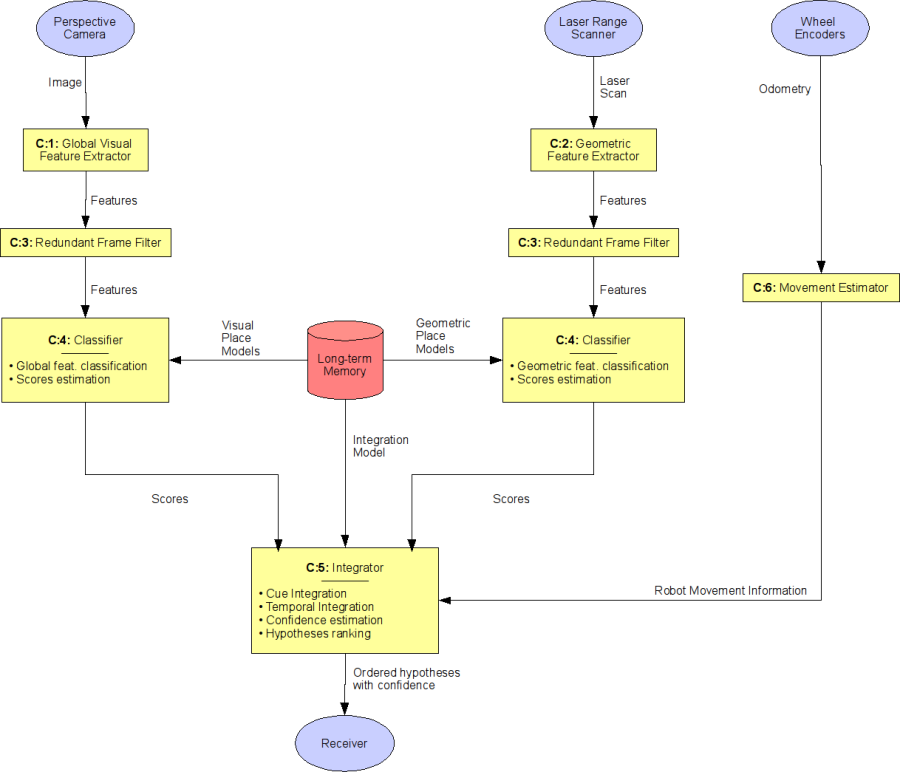 Perspective
Camera
Laser Range
Scanner
Wheel
Encoders
Image
Laser
Scan
Odometry
C:1: Global Visual
Feature Extractor
C:2: Geometric
Feature Extractor
Features
Features
C:3: Redundant Frame Filter
C:3: Redundant Frame Filter
Features
Features
C:6: Movement Estimator
C:4: Classifier
• Global feat. classification
• Scores estimation
Visual
Place
Models
Long-term
Memory
Geometric
Place
Models
C:4: Classifier
• Geometric feat. classification
• Scores estimation
Integration
Model
Scores
Scores
C:5: Integrator
• Cue Integration
• Temporal Integration
• Confidence estimation
• Hypotheses ranking
Robot Movement Information
Ordered hypotheses
with confidence
Receiver